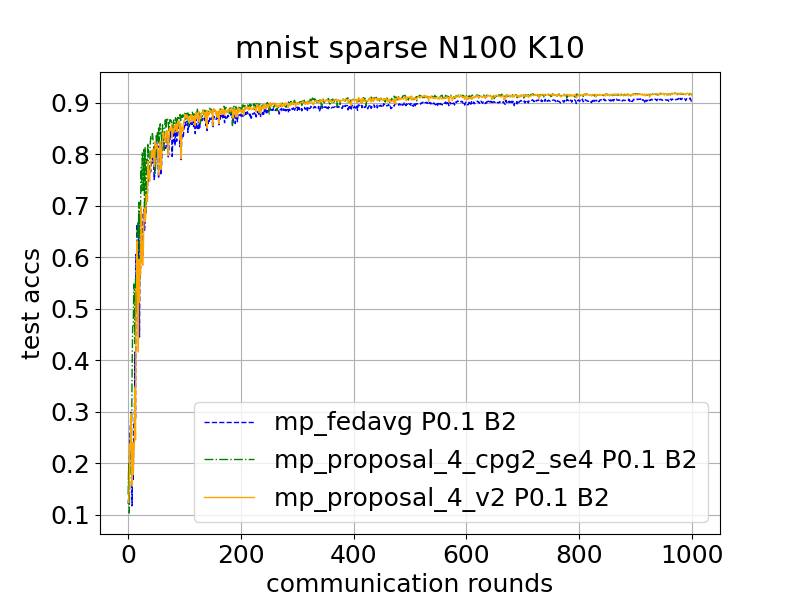 mnist sparse N100 K10
test accs
0.9
0.8
0.7
0.6
0.5
0.4
0.3
0.2
0.1
mp_fedavg P0.1 B2
mp_proposal_4_cpg2_se4 P0.1 B2
mp_proposal_4_v2 P0.1 B2
0 200 400 600 800 1000
communication rounds